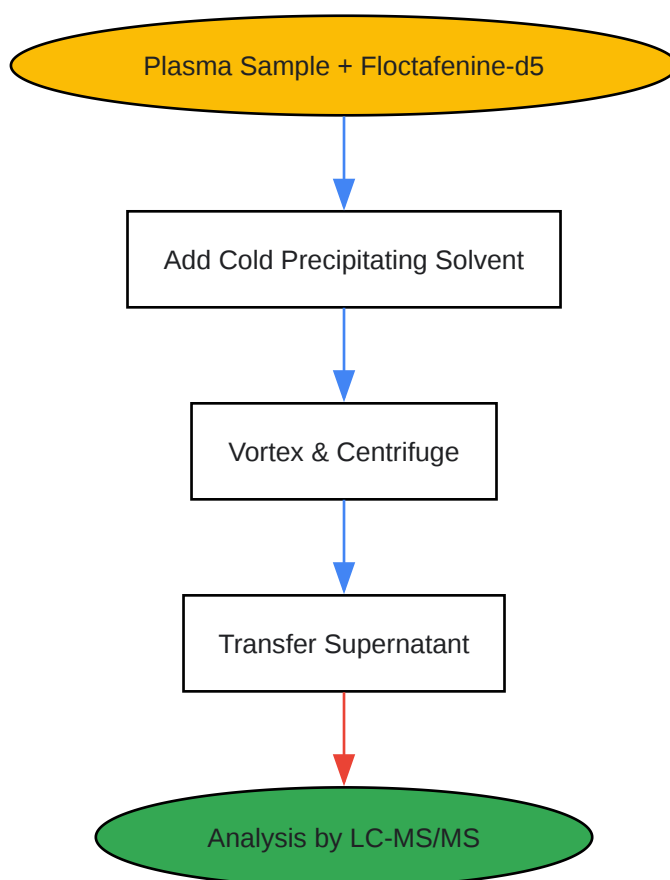 Plasma Sample + Floctafenine-d5
Add Cold Precipitating Solvent
Vortex & Centrifuge
Transfer Supernatant
Analysis by LC-MS/MS